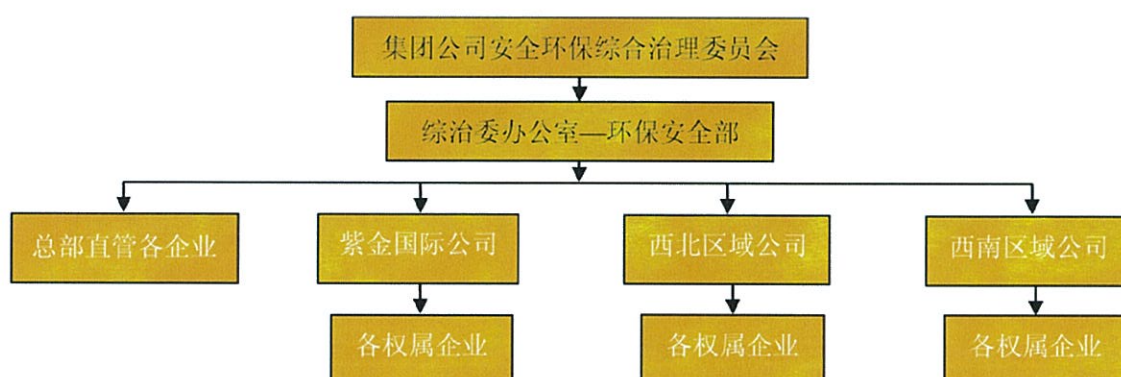 集团公司安全环保综合治理委员会
综治委办公室—环保安全部
总部直管各企业
紫金国际公司
西北区域公司
西南区域公司
各权属企业
各权属企业
各权属企业